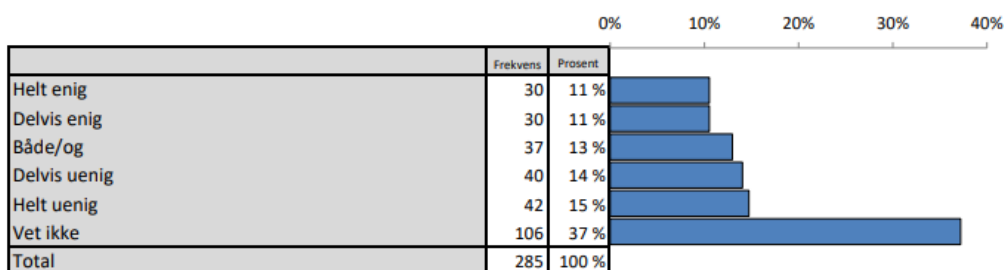 0% 10% 20% 30% 40%
Frekvens Prosent
Helt enig 30 11 %
Delvis enig 30 11 %
Både/og 37 13 %
Delvis uenig 40 14 %
Helt uenig 42 15 %
Vet ikke 106 37 %
Total 285 100 %